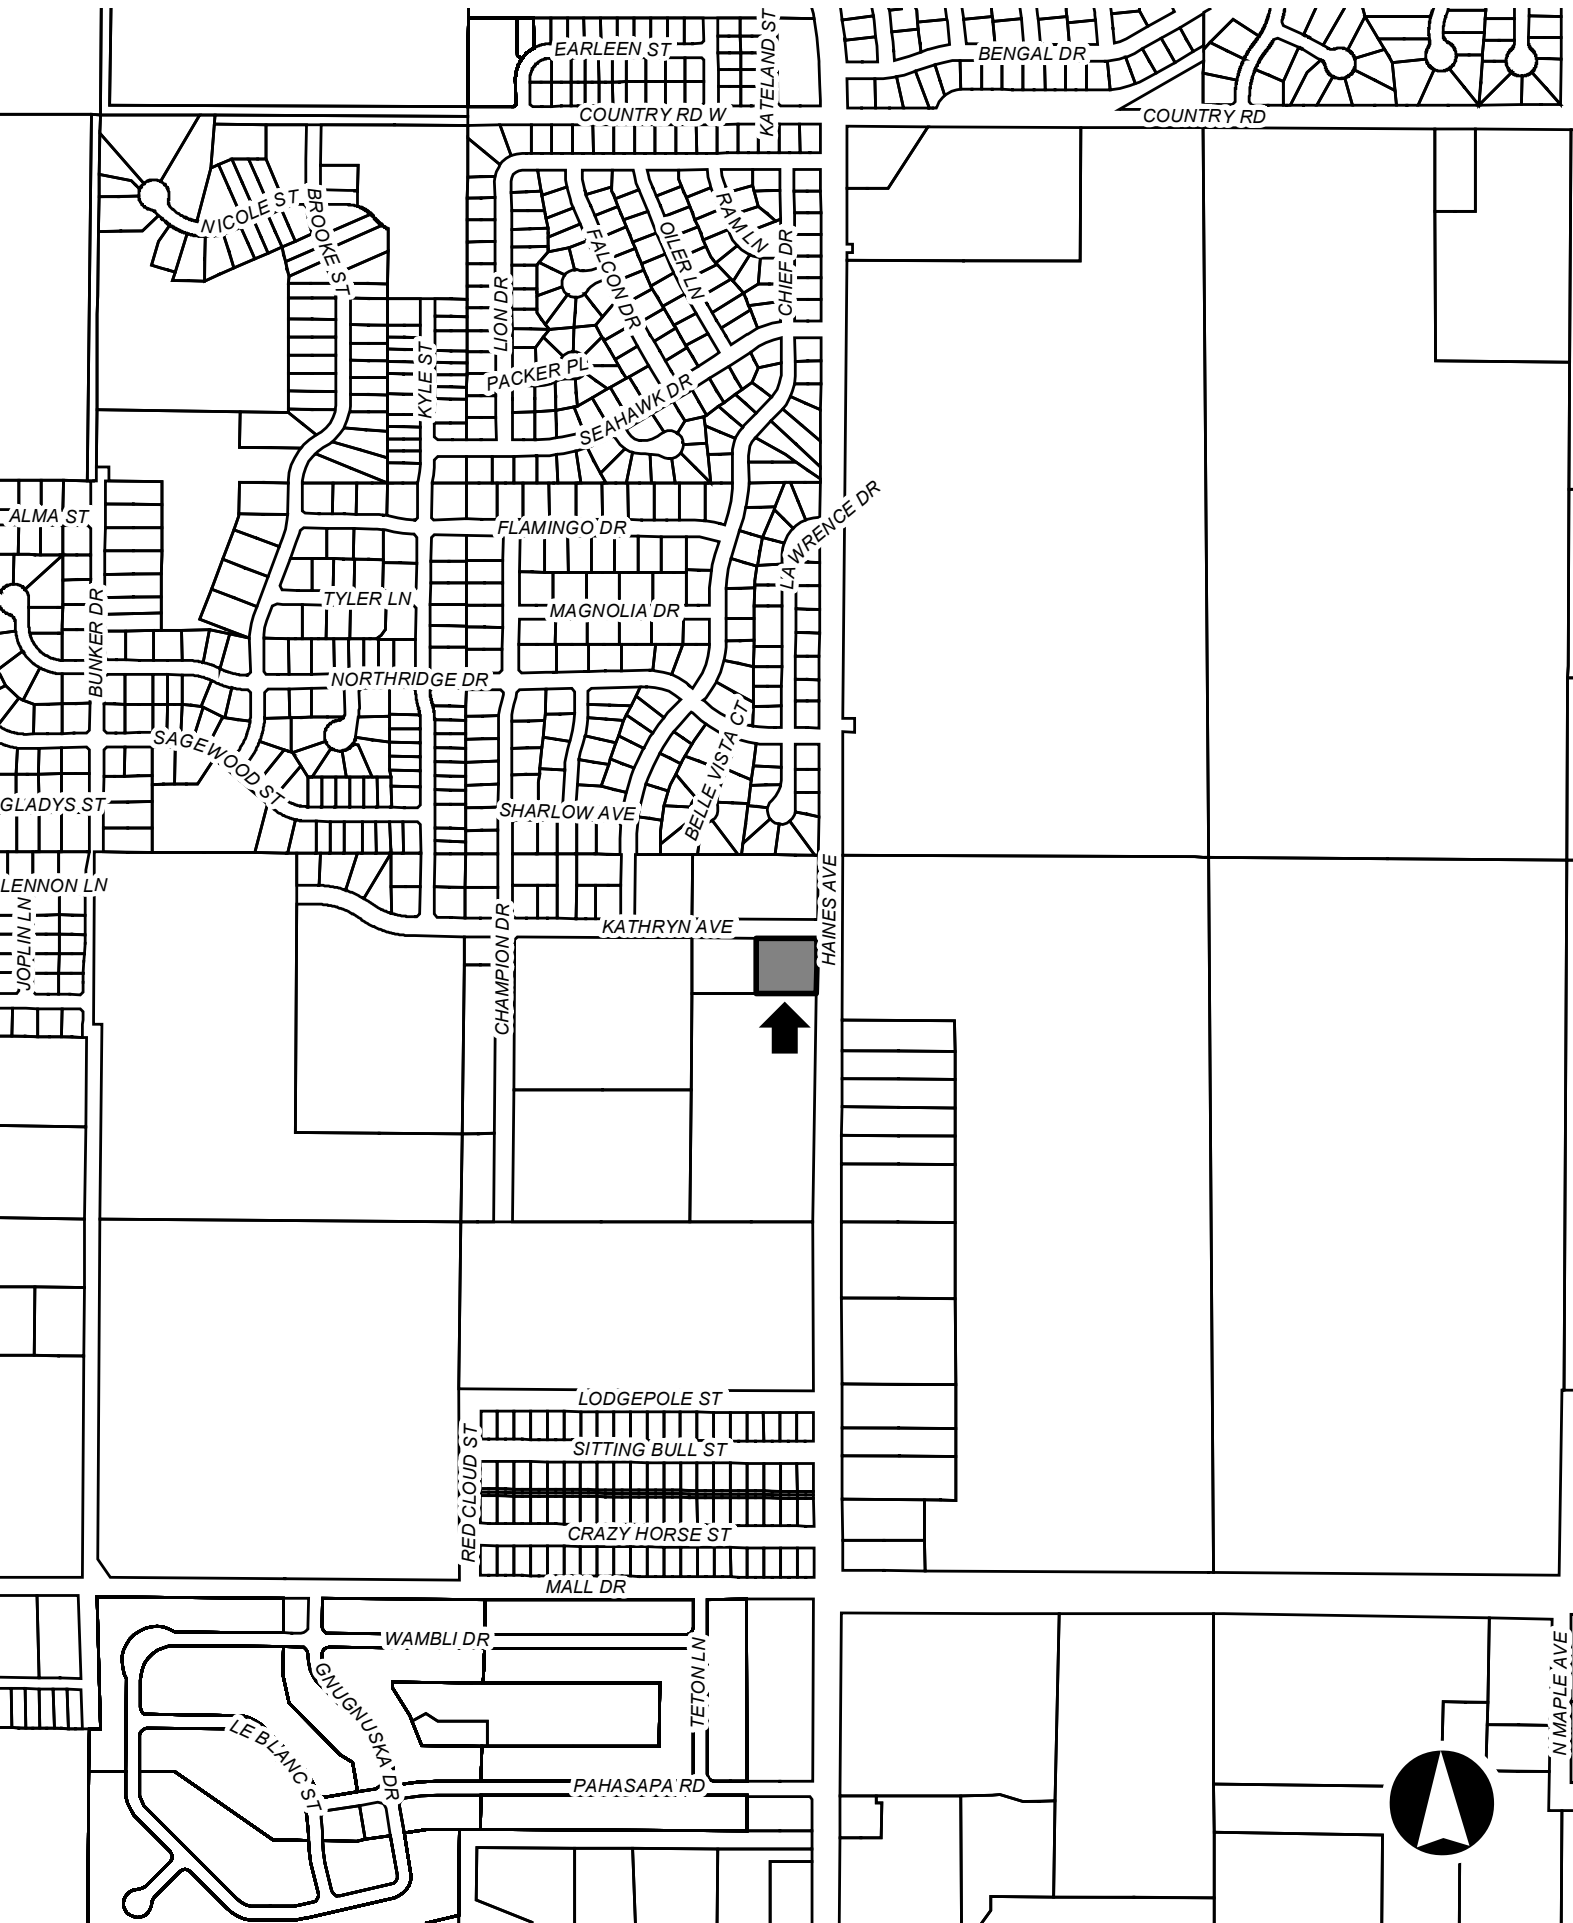 EARLEEN ST
KATELAND ST
BENGAL DR
COUNTRY RD W
COUNTRY RD
NICOLE ST
BROOKE ST
RAM LN
FALCON DR
OILER LN
CHIEF DR
LION DR
KYLE ST
PACKER PL
SEAHAWK DR
ALMA ST
FLAMINGO DR
LAWRENCE DR
BUNKER DR
TYLER LN
MAGNOLIA DR
NORTHRIDGE DR
SAGEWOOD ST
BELLE VISTA CT
GLADYS ST
SHARLOW AVE
LENNON LN
JOPLIN LN
CHAMPION DR
KATHRYN AVE
HAINES AVE
LODGEPOLE ST
RED CLOUD ST
SITTING BULL ST
CRAZY HORSE ST
MALL DR
WAMBLI DR
GNUGNUSKA DR
TETON LN
N MAPLE AVE
LE BLANC ST
PAHASAPA RD